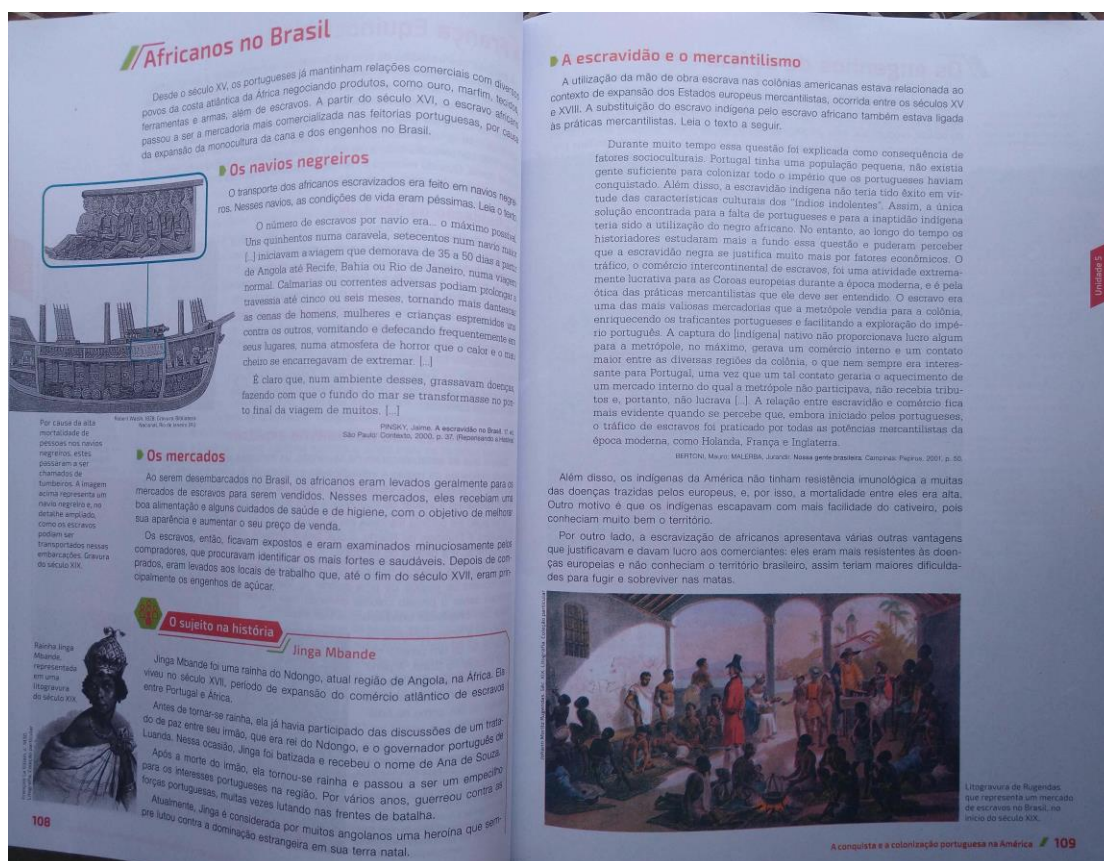 Africanos no Brasil
Desde o século XV, os portugueses já mantinham relações comerciais com diversos
povos da costa atlântica da África negociando produtos, como ouro, marfim, tecidos,
ferramentas e armas, além de escravos. A partir do século XVI, o escravo africano
passou a ser a mercadoria mais comercializada nas feitorias portuguesas, por causa
da expansão da monocultura da cana e dos engenhos no Brasil.
Os navios negreiros
O transporte dos africanos escravizados era feito em navios negrei-
ros. Nesses navios, as condições de vida eram péssimas. Leia o texto
O número de escravos por navio era... o máximo possível.
Uns quinhentos numa caravela, setecentos num navio maior
[...] iniciavam a viagem que demorava de 35 a 50 dias a partir
de Angola até Recife, Bahia ou Rio de Janeiro, numa viagem
normal. Calmarias ou correntes adversas podiam prolongar a
travessia até cinco ou seis meses, tornando mais dantescas
as cenas de homens, mulheres e crianças espremidos uns
contra os outros, vomitando e defecando frequentemente em
seus lugares, numa atmosfera de horror que o calor e o mau
cheiro se encarregavam de extremar. [...]
É claro que, num ambiente desses, grassavam doenças,
fazendo com que o fundo do mar se transformasse no pon-
to final da viagem de muitos. [...]
PINSKY, Jaime. A escravidão no Brasil.
São Paulo: Contexto, 2000. p. 37. (Repensando a História
Por causa da alta
mortalidade de
pessoas nos navios
negreiros, estes
passaram a ser
chamados de
tumbeiros. A imagem
acima representa um
navio negreiro e, no
detalhe ampliado,
como os escravos
podiam ser
transportados nessas
embarcações. Gravura
do século XIX.
Os mercados
Ao serem desembarcados no Brasil, os africanos eram levados geralmente para os
mercados de escravos para serem vendidos. Nesses mercados, eles recebiam uma
boa alimentação e alguns cuidados de saúde e de higiene, com o objetivo de melhorar
sua aparência e aumentar o seu preço de venda.
Os escravos, então, ficavam expostos e eram examinados minuciosamente pelos
compradores, que procuravam identificar os mais fortes e saudáveis. Depois de com-
prados, eram levados aos locais de trabalho que, até o fim do século XVII, eram prin-
cipalmente os engenhos de açúcar.
O sujeito na história
Jinga Mbande
Rainha Jinga
Mbande,
representada
em uma
litogravura
do século XIX.
Jinga Mbande foi uma rainha do Ndongo, atual região de Angola, na África. Ela
viveu no século XVII, período de expansão do comércio atlântico de escravos
entre Portugal e África.
Antes de tornar-se rainha, ela já havia participado das discussões de um trata-
do de paz entre seu irmão, que era rei do Ndongo, e o governador português de
Luanda. Nessa ocasião, Jinga foi batizada e recebeu o nome de Ana de Souza.
Após a morte do irmão, ela tornou-se rainha e passou a ser um empecilho
para os interesses portugueses na região. Por vários anos, guerreou contra as
forças portuguesas, muitas vezes lutando nas frentes de batalha.
Atualmente, Jinga é considerada por muitos angolanos uma heroína que sem-
pre lutou contra a dominação estrangeira em sua terra natal.
108
A escravidão e o mercantilismo
A utilização da mão de obra escrava nas colônias americanas estava relacionada ao
contexto de expansão dos Estados europeus mercantilistas, ocorrida entre os séculos XV
e XVIII. A substituição do escravo indígena pelo escravo africano também estava ligada
às práticas mercantilistas. Leia o texto a seguir.
Durante muito tempo essa questão foi explicada como consequência de
fatores socioculturais. Portugal tinha uma população pequena, não existia
gente suficiente para colonizar todo o império que os portugueses haviam
conquistado. Além disso, a escravidão indígena não teria tido êxito em vir-
tude das características culturais dos "índios indolentes". Assim, a única
solução encontrada para a falta de portugueses e para a inaptidão indígena
teria sido a utilização do negro africano. No entanto, ao longo do tempo os
historiadores estudaram mais a fundo essa questão e puderam perceber
que a escravidão negra se justifica muito mais por fatores econômicos. O
tráfico, o comércio intercontinental de escravos, foi uma atividade extrema-
mente lucrativa para as Coroas europeias durante a época moderna, e é pela
ótica das práticas mercantilistas que ele deve ser entendido. O escravo era
uma das mais valiosas mercadorias que a metrópole vendia para a colônia,
enriquecendo os traficantes portugueses e facilitando a exploração do impé-
rio português. A captura do [indígena] nativo não proporcionava lucro algum
para a metrópole, no máximo, gerava um comércio interno e um contato
maior entre as diversas regiões da colônia, o que nem sempre era interes-
sante para Portugal, uma vez que um tal contato geraria o aquecimento de
um mercado interno do qual a metrópole não participava, não recebia tribu-
tos e, portanto, não lucrava [...]. A relação entre escravidão e comércio fica
mais evidente quando se percebe que, embora iniciado pelos portugueses,
o tráfico de escravos foi praticado por todas as potências mercantilistas da
época moderna, como Holanda, França e Inglaterra.
BERTONI, Mauro; MALERBA, Jurandir. Nossa gente brasileira. Campinas: Papirus, 2001. p. 50.
Além disso, os indígenas da América não tinham resistência imunológica a muitas
das doenças trazidas pelos europeus, e, por isso, a mortalidade entre eles era alta.
Outro motivo é que os indígenas escapavam com mais facilidade do cativeiro, pois
conheciam muito bem o território.
Por outro lado, a escravização de africanos apresentava várias outras vantagens
que justificavam e davam lucro aos comerciantes: eles eram mais resistentes às doen-
ças europeias e não conheciam o território brasileiro, assim teriam maiores dificulda-
des para fugir e sobreviver nas matas.
Unidade 5
Litogravura de Rugendas
que representa um mercado
de escravos no Brasil, no
início do século XIX.
A conquista e a colonização portuguesa na América 109